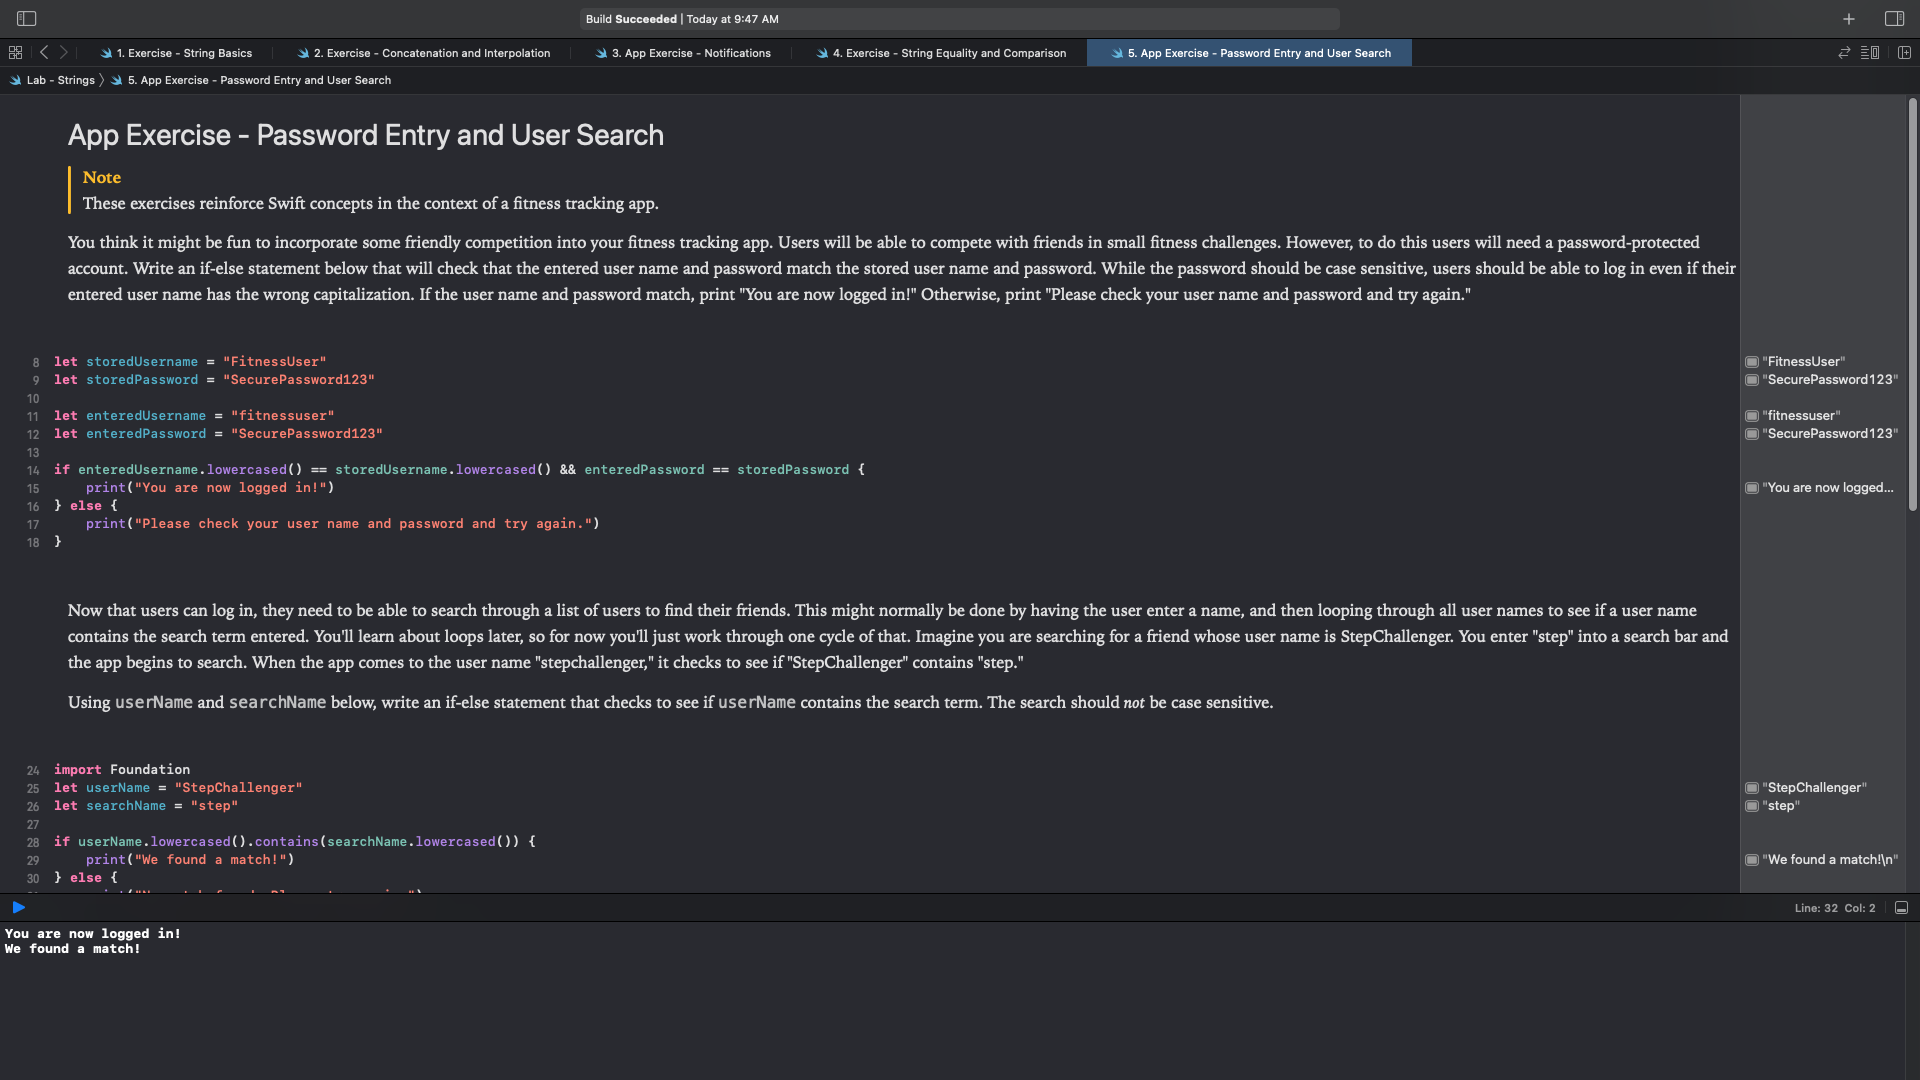 Build Succeeded | Today at 9:47 AM
1. Exercise - String Basics
2. Exercise - Concatenation and Interpolation
3. App Exercise - Notifications
4. Exercise - String Equality and Comparison
5. App Exercise - Password Entry and User Search
Lab - Strings
5. App Exercise - Password Entry and User Search
App Exercise - Password Entry and User Search
Note
These exercises reinforce Swift concepts in the context of a fitness tracking app.
You think it might be fun to incorporate some friendly competition into your fitness tracking app. Users will be able to compete with friends in small fitness challenges. However, to do this users will need a password-protected
account. Write an if-else statement below that will check that the entered user name and password match the stored user name and password. While the password should be case sensitive, users should be able to log in even if their
entered user name has the wrong capitalization. If the user name and password match, print "You are now logged in!" Otherwise, print "Please check your user name and password and try again."
8 let storedUsername = "FitnessUser"
"FitnessUser"
9 let storedPassword = "SecurePassword123"
"SecurePassword123"
10
11 let enteredUsername = "fitnessuser"
"fitnessuser"
12 let enteredPassword = "SecurePassword123"
"SecurePassword123"
13
14 if enteredUsername.lowercased() == storedUsername.lowercased() && enteredPassword == storedPassword {
15     print("You are now logged in!")
"You are now logged...
16 } else {
17     print("Please check your user name and password and try again.")
18 }
Now that users can log in, they need to be able to search through a list of users to find their friends. This might normally be done by having the user enter a name, and then looping through all user names to see if a user name
contains the search term entered. You'll learn about loops later, so for now you'll just work through one cycle of that. Imagine you are searching for a friend whose user name is StepChallenger. You enter "step" into a search bar and
the app begins to search. When the app comes to the user name "stepchallenger," it checks to see if "StepChallenger" contains "step."
Using userName and searchName below, write an if-else statement that checks to see if userName contains the search term. The search should not be case sensitive.
24 import Foundation
25 let userName = "StepChallenger"
"StepChallenger"
26 let searchName = "step"
"step"
27
28 if userName.lowercased().contains(searchName.lowercased()) {
29     print("We found a match!")
"We found a match!\n"
30 } else {
Line: 32 Col: 2
You are now logged in!
We found a match!